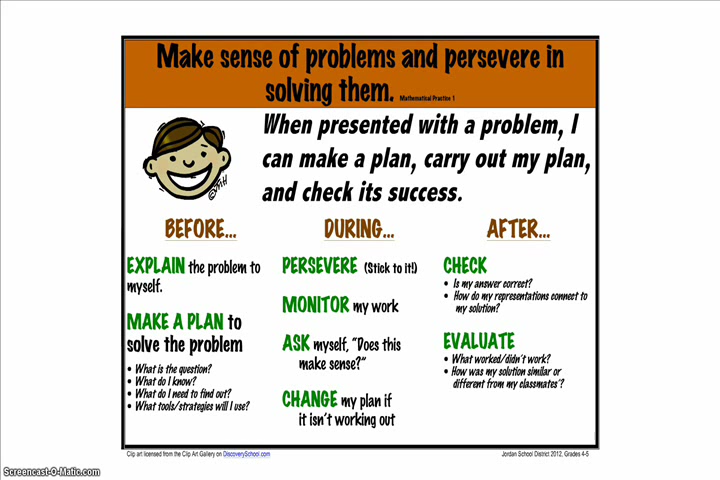 Make sense of problems and persevere in
solving them. Mathematical Practice 1
When presented with a problem, I
can make a plan, carry out my plan,
and check its success.
BEFORE...
EXPLAIN the problem to
myself.
MAKE A PLAN to
solve the problem
• What is the question?
• What do I know?
• What do I need to find out?
• What tools/strategies will I use?
DURING...
PERSEVERE (Stick to it!)
MONITOR my work
ASK myself, “Does this
make sense?”
CHANGE my plan if
it isn’t working out
AFTER...
CHECK
• Is my answer correct?
• How do my representations connect to
my solution?
EVALUATE
• What worked/didn’t work?
• How was my solution similar or
different from my classmates’?
Clip art licensed from the Clip Art Gallery on DiscoverySchool.com
Jordan School District 2012, Grades 4-5
Screencast-O-Matic.com